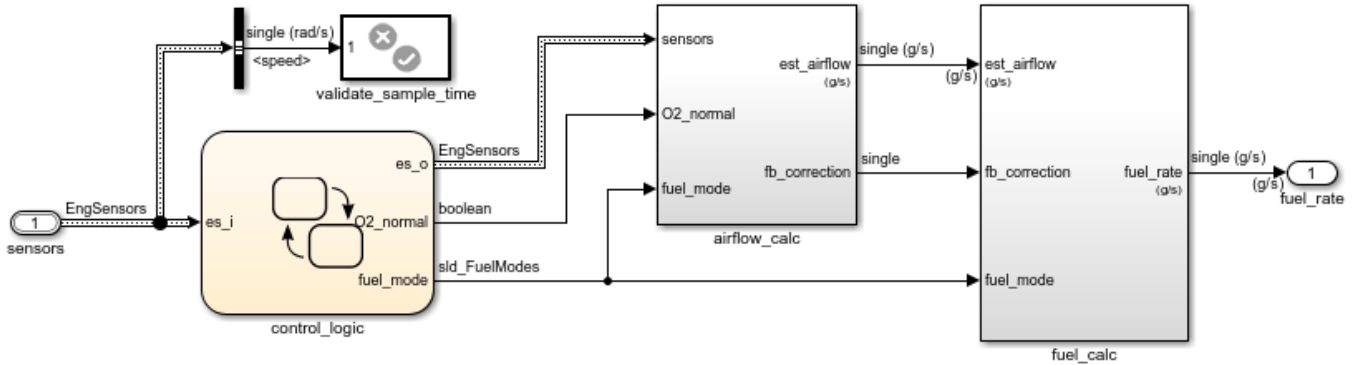 single (rad/s)
<speed>
1
validate_sample_time
sensors
est_airflow
(g/s)
O2_normal
fb_correction
fuel_mode
airflow_calc
single (g/s)
(g/s)
single
est_airflow
(g/s)
fb_correction
fuel_rate
(g/s)
fuel_mode
fuel_calc
single (g/s)
(g/s)
1
fuel_rate
1
sensors
EngSensors
es_i
es_o
O2_normal
fuel_mode
control_logic
EngSensors
boolean
sld_FuelModes